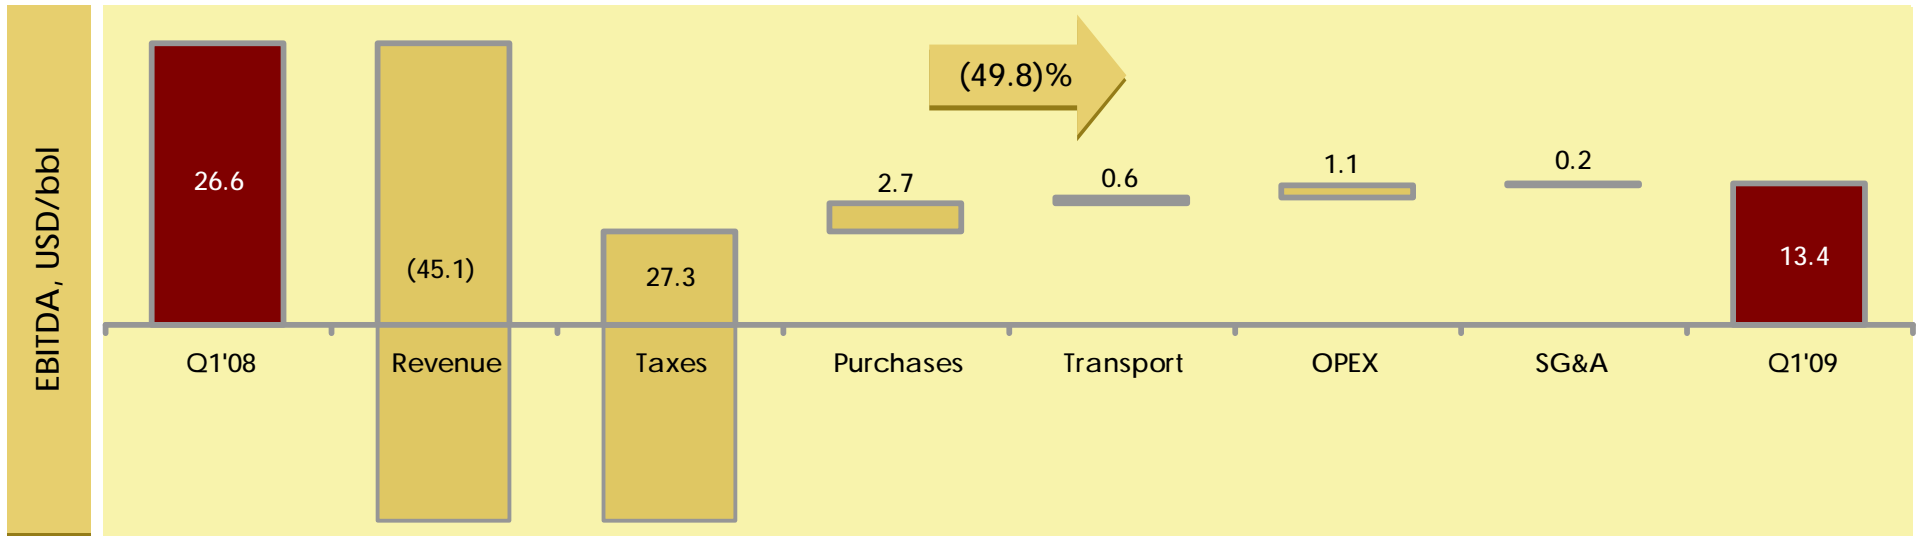 EBITDA, USD/bbl
(49.8)%
26.6
(45.1)
27.3
2.7
0.6
1.1
0.2
13.4
Q1'08
Revenue
Taxes
Purchases
Transport
OPEX
SG&A
Q1'09